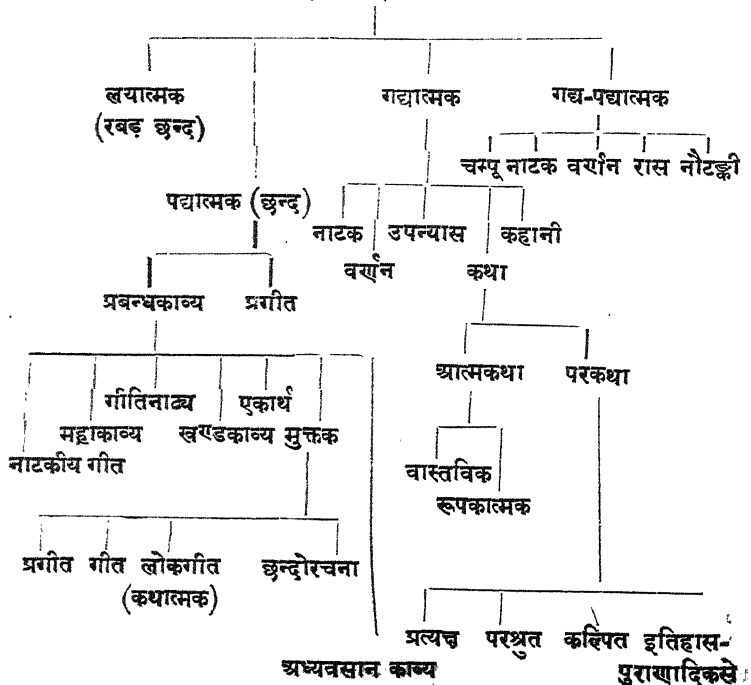 लयात्मक गद्यात्मक गद्य-पद्यात्मक
(रबड़ छन्द)
चम्पू नाटक वर्णन रास नौटङ्की
पद्यात्मक (छन्द)
नाटक उपन्यास कहानी
वर्णन कथा
प्रबन्धकाव्य प्रगीत
आत्मकथा परकथा
गीतिनाट्य एकार्थ
महाकाव्य खण्डकाव्य मुक्तक
नाटकीय गीत
वास्तविक
रूपकात्मक
प्रगीत गीत लोकगीत छन्दोरचना
(कथात्मक)
प्रत्यक्ष परश्रुत कल्पित इतिहास-
अध्यवसान काव्य पुराणादिकसे